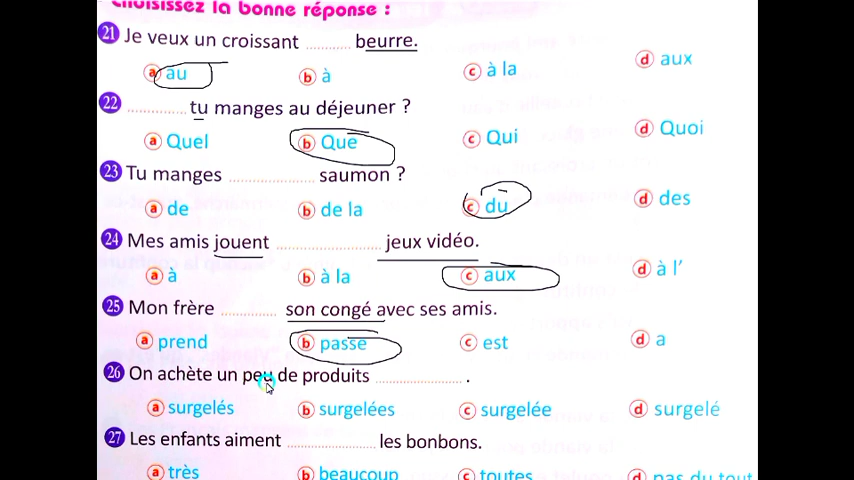 Choisissez la bonne réponse :
21 Je veux un croissant .......... beurre.
a au b à c à la d aux
22 .............. tu manges au déjeuner ?
a Quel b Que c Qui d Quoi
23 Tu manges .................... saumon ?
a de b de la c du d des
24 Mes amis jouent ........................ jeux vidéo.
a à b à la c aux d à l'
25 Mon frère ............. son congé avec ses amis.
a prend b passe c est d a
26 On achète un peu de produits .................... .
a surgelés b surgelées c surgelée d surgelé
27 Les enfants aiment .................... les bonbons.
a très b beaucoup c toutes d pas du tout